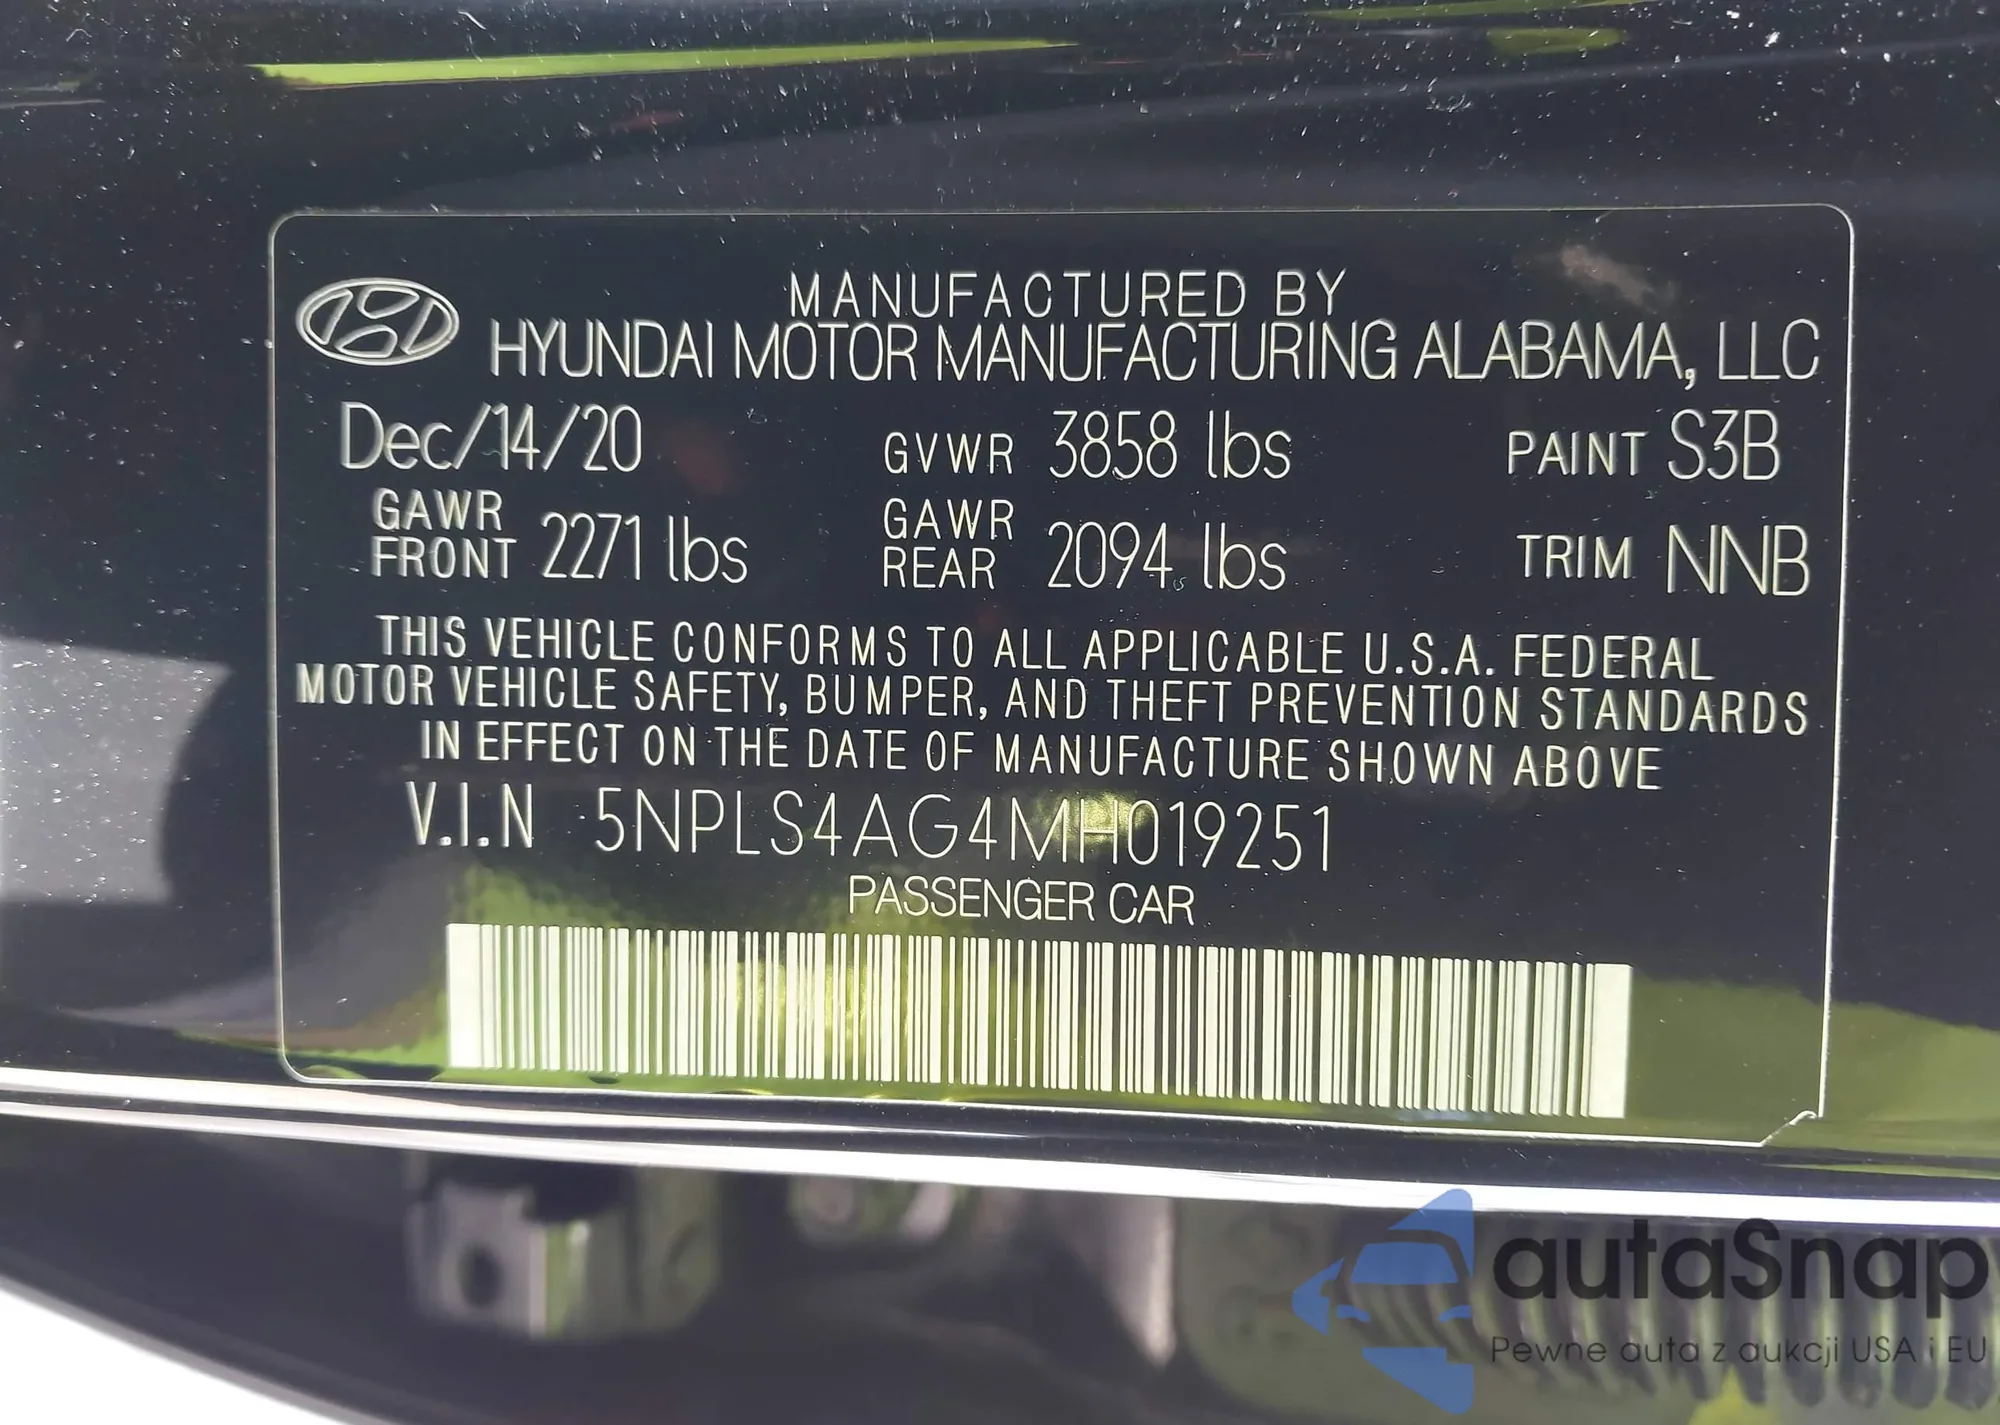 MANUFACTURED BY
HYUNDAI MOTOR MANUFACTURING ALABAMA, LLC
Dec/14/20 GVWR 3858 lbs PAINT S3B
GAWR FRONT 2271 lbs GAWR REAR 2094 lbs TRIM NNB
THIS VEHICLE CONFORMS TO ALL APPLICABLE U.S.A. FEDERAL
MOTOR VEHICLE SAFETY, BUMPER, AND THEFT PREVENTION STANDARDS
IN EFFECT ON THE DATE OF MANUFACTURE SHOWN ABOVE
V.I.N 5NPLS4AG4MH019251
PASSENGER CAR
autaSnap
Pewne auta z aukcji USA i EU